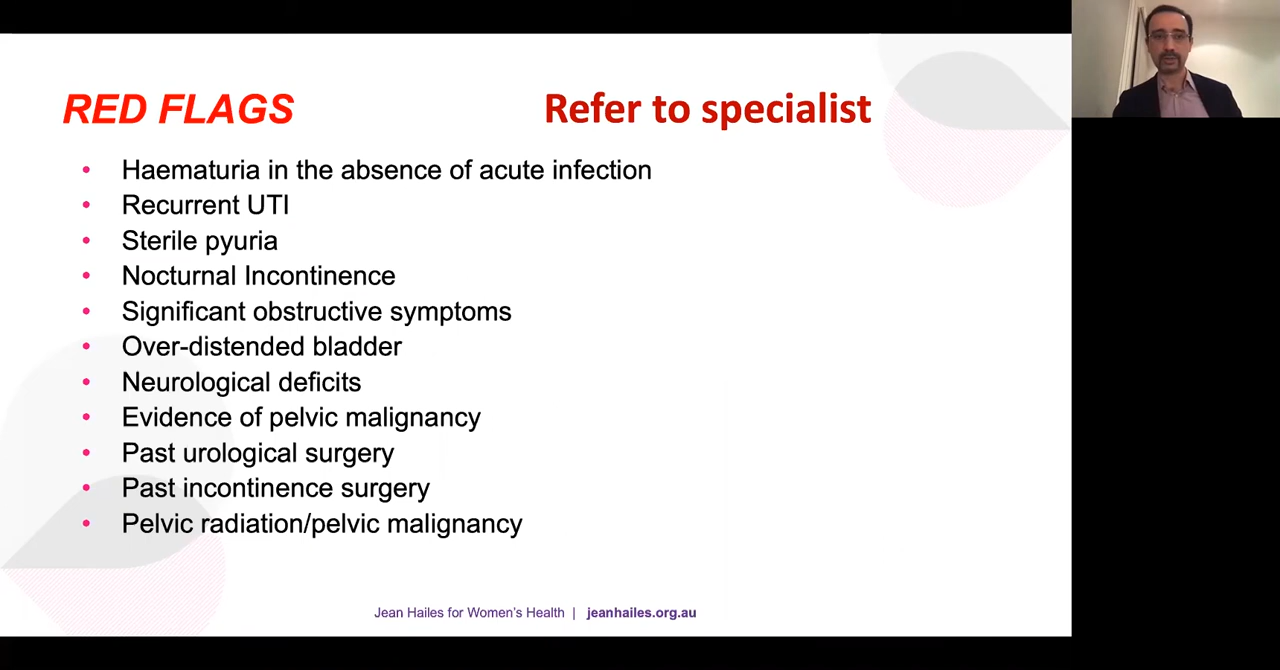 RED FLAGS Refer to specialist
• Haematuria in the absence of acute infection
• Recurrent UTI
• Sterile pyuria
• Nocturnal Incontinence
• Significant obstructive symptoms
• Over-distended bladder
• Neurological deficits
• Evidence of pelvic malignancy
• Past urological surgery
• Past incontinence surgery
• Pelvic radiation/pelvic malignancy
Jean Hailes for Women’s Health | jeanhailes.org.au